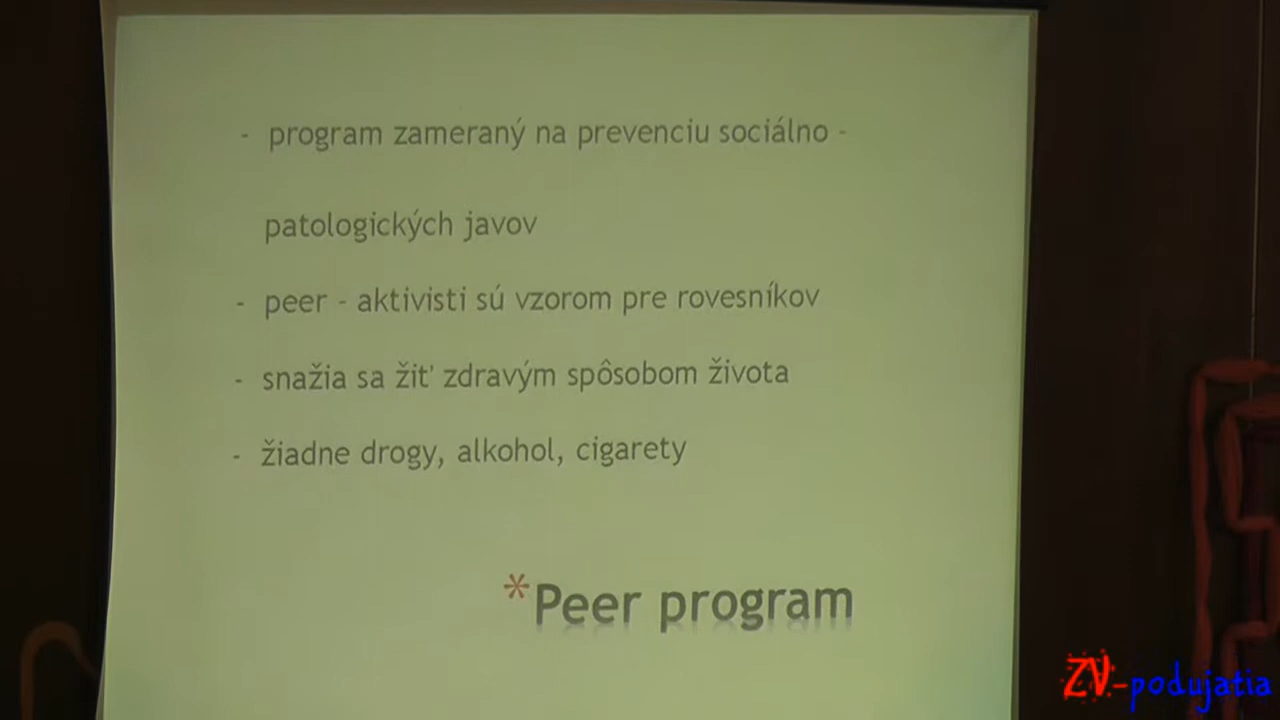 - program zameraný na prevenciu sociálno -
patologických javov
- peer - aktivisti sú vzorom pre rovesníkov
- snažia sa žiť zdravým spôsobom života
- žiadne drogy, alkohol, cigarety
*Peer program
ZV-podujatia